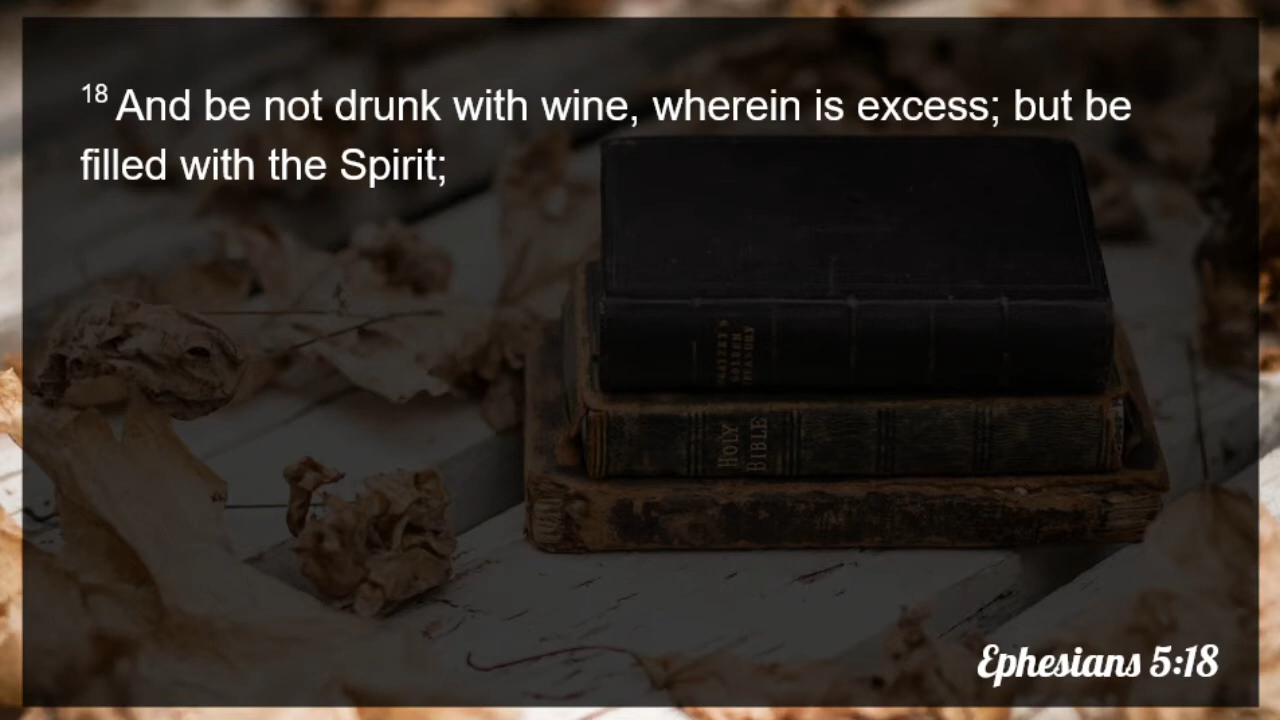 18 And be not drunk with wine, wherein is excess; but be
filled with the Spirit;
HOLY
BIBLE
Ephesians 5:18